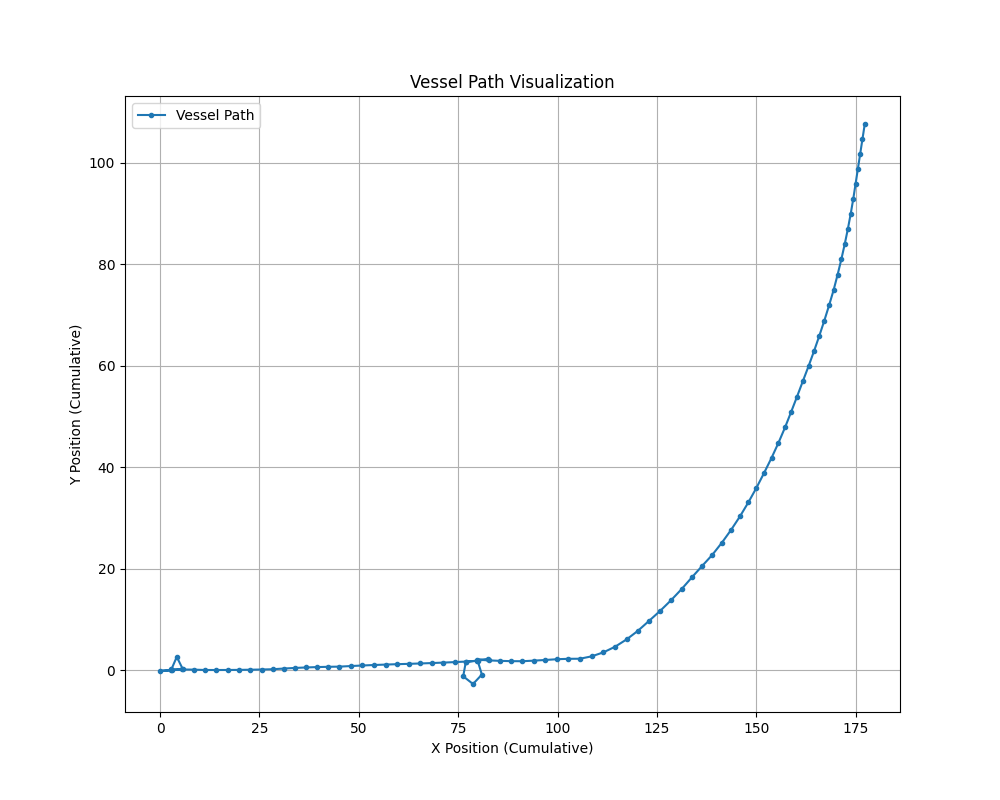 Vessel Path Visualization
Vessel Path
100
80
60
40
20
0
Y Position (Cumulative)
0 25 50 75 100 125 150 175
X Position (Cumulative)